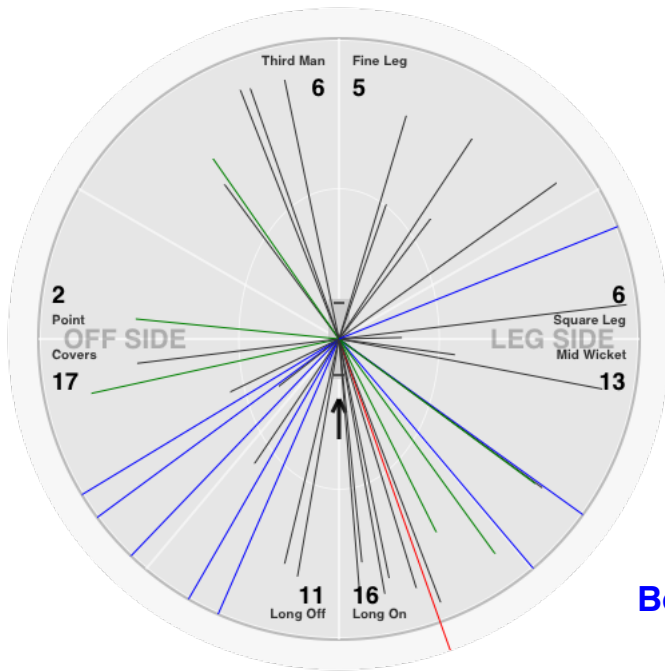 Third Man Fine Leg
6 5
2 6
Point Square Leg
OFF SIDE LEG SIDE
Covers Mid Wicket
17 13
11 16
Long Off Long On